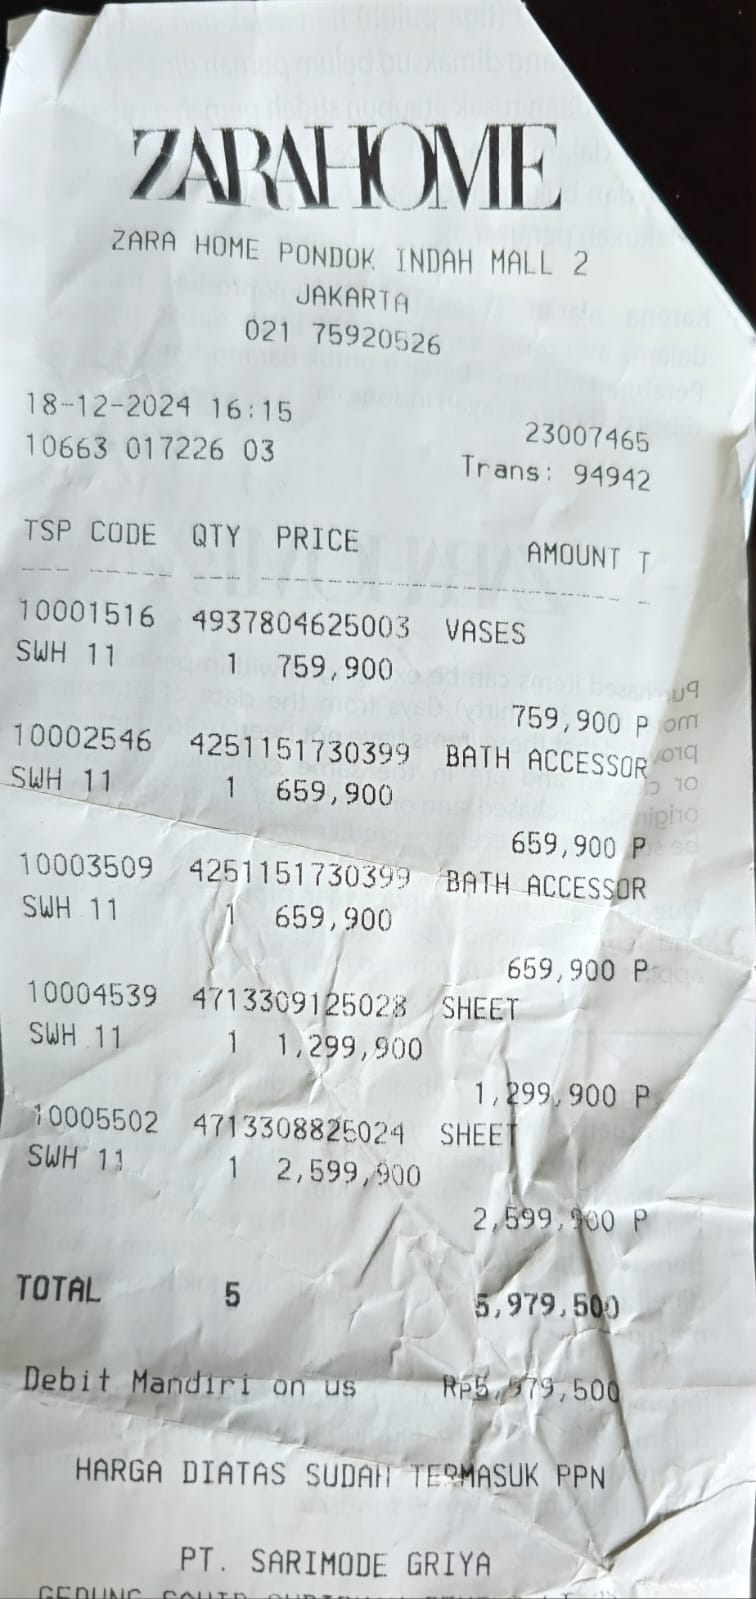 ZARAHOME
ZARA HOME PONDOK INDAH MALL 2
JAKARTA
021 75920526
18-12-2024 16:15 23007465
10663 017226 03 Trans: 94942
TSP CODE QTY PRICE AMOUNT T
10001516 4937804625003 VASES
SWH 11 1 759,900
759,900 P
10002546 4251151730399 BATH ACCESSOR
SWH 11 1 659,900
659,900 P
10003509 4251151730399 BATH ACCESSOR
SWH 11 1 659,900
659,900 P
10004539 4713309125028 SHEET
SWH 11 1 1,299,900
1,299,900 P
10005502 4713308825024 SHEET
SWH 11 1 2,599,900
2,599,900 P
TOTAL 5 5,979,500
Debit Mandiri on us Rp5,979,500
HARGA DIATAS SUDAH TERMASUK PPN
PT. SARIMODE GRIYA